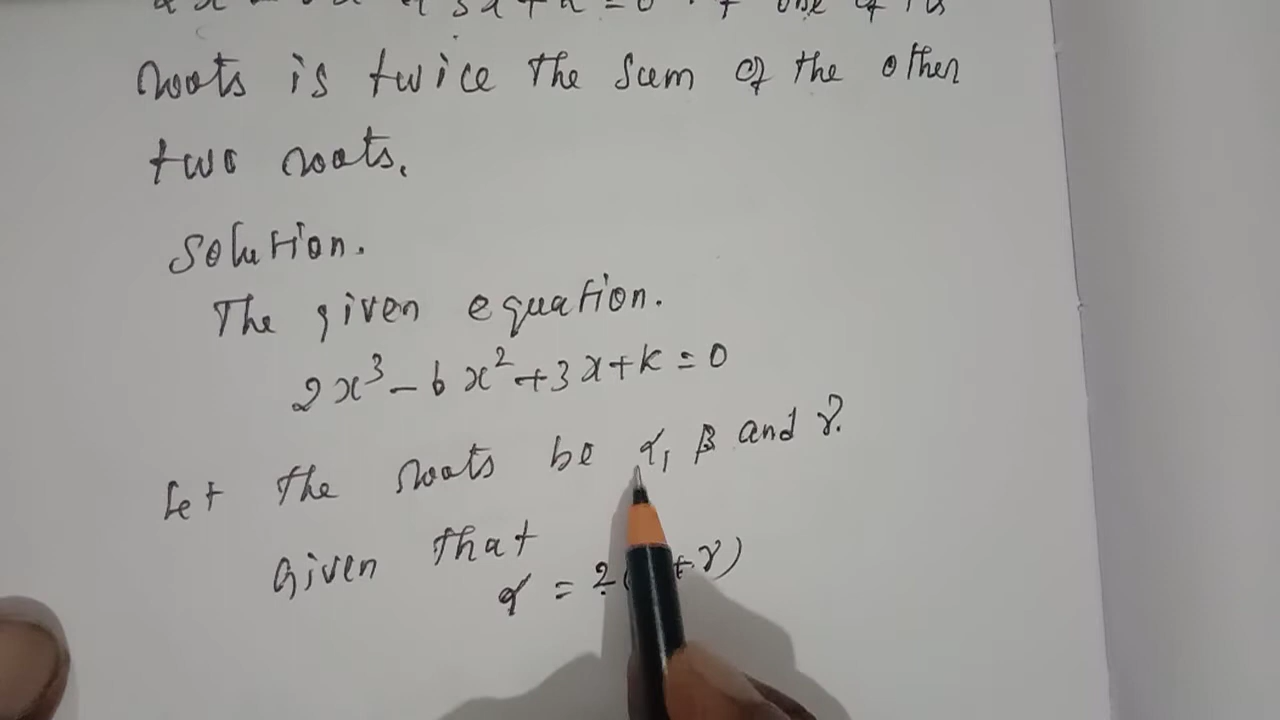 roots is twice the sum of the other
two roots.
Solution.
The given equation.
2x³ - 6x² + 3x + k = 0
Let the roots be α, β and γ.
Given that
α = 2( + γ)